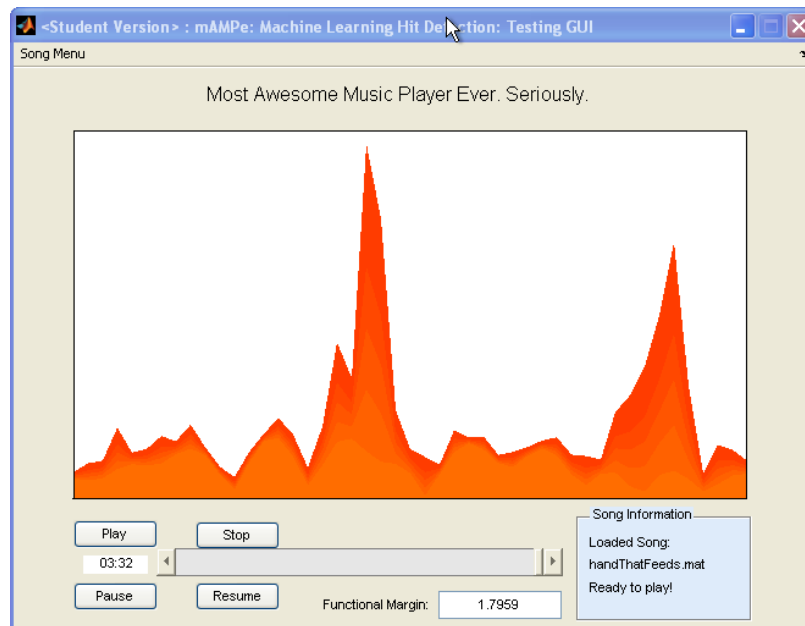 <Student Version> : mAMPe: Machine Learning Hit Detection: Testing GUI
Song Menu
Most Awesome Music Player Ever. Seriously.
Play
Stop
03:32
Pause
Resume
Functional Margin:
1.7959
Song Information
Loaded Song:
handThatFeeds.mat
Ready to play!